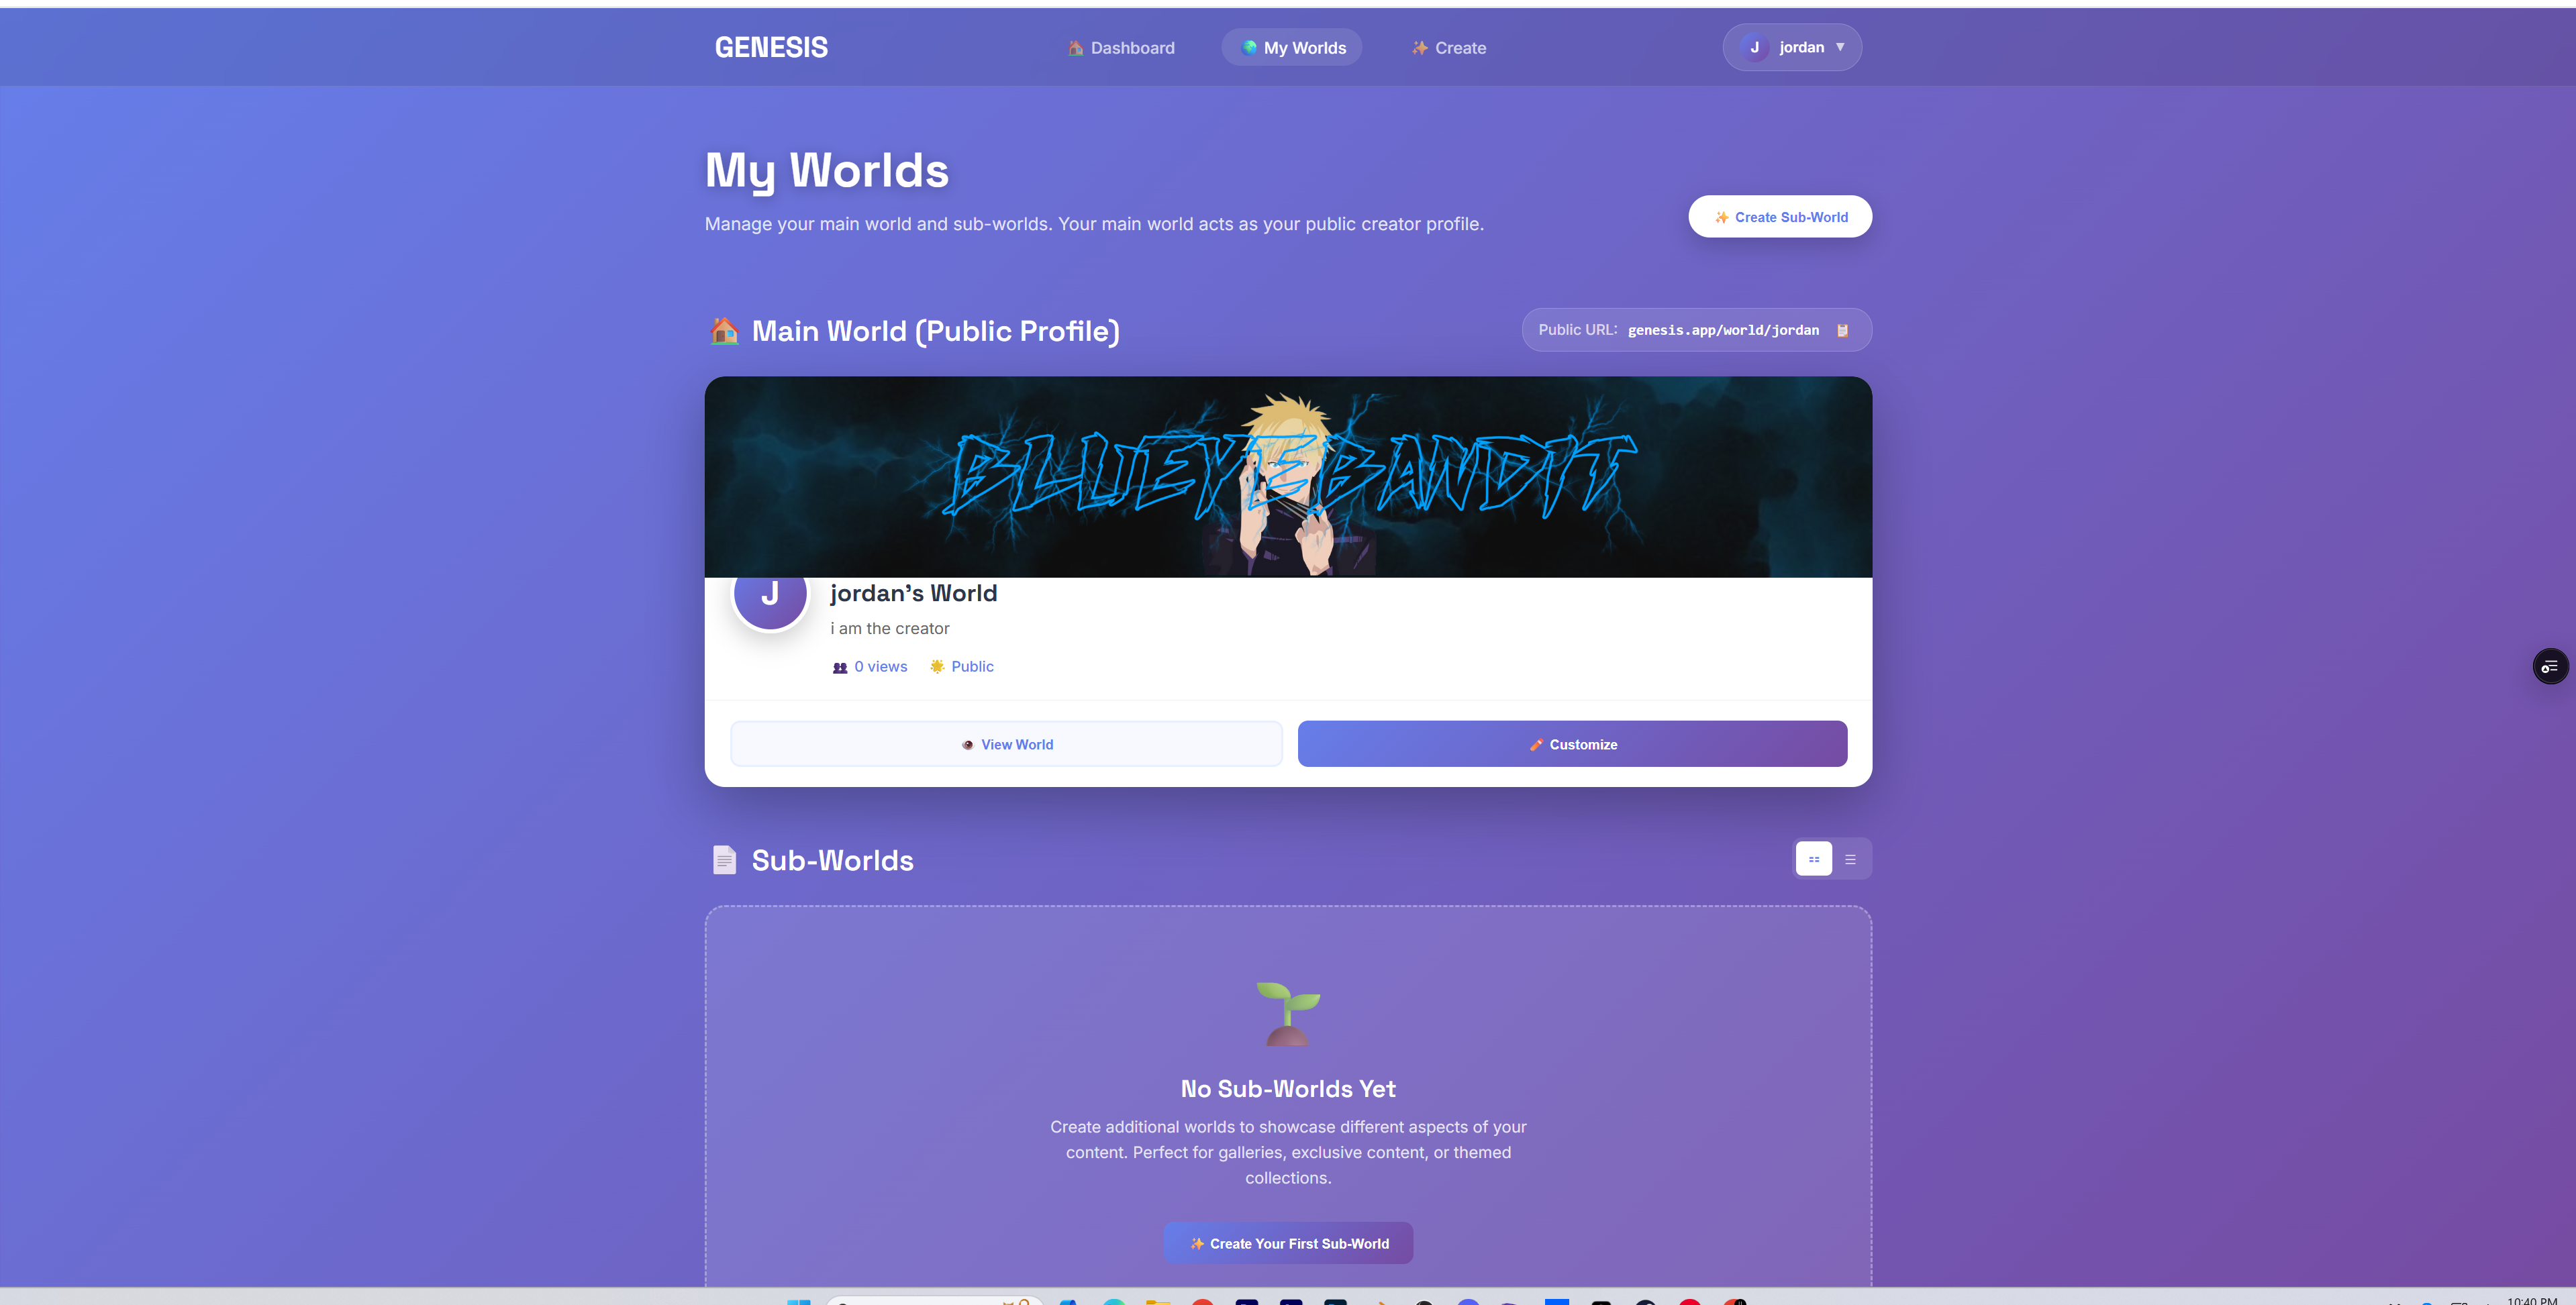 GENESIS
Dashboard
My Worlds
Create
J
jordan
My Worlds
Manage your main world and sub-worlds. Your main world acts as your public creator profile.
Create Sub-World
Main World (Public Profile)
Public URL: genesis.app/world/jordan
BLUEYEBANDIT
J
jordan's World
i am the creator
0 views
Public
View World
Customize
Sub-Worlds
No Sub-Worlds Yet
Create additional worlds to showcase different aspects of your
content. Perfect for galleries, exclusive content, or themed
collections.
Create Your First Sub-World
10:40 PM